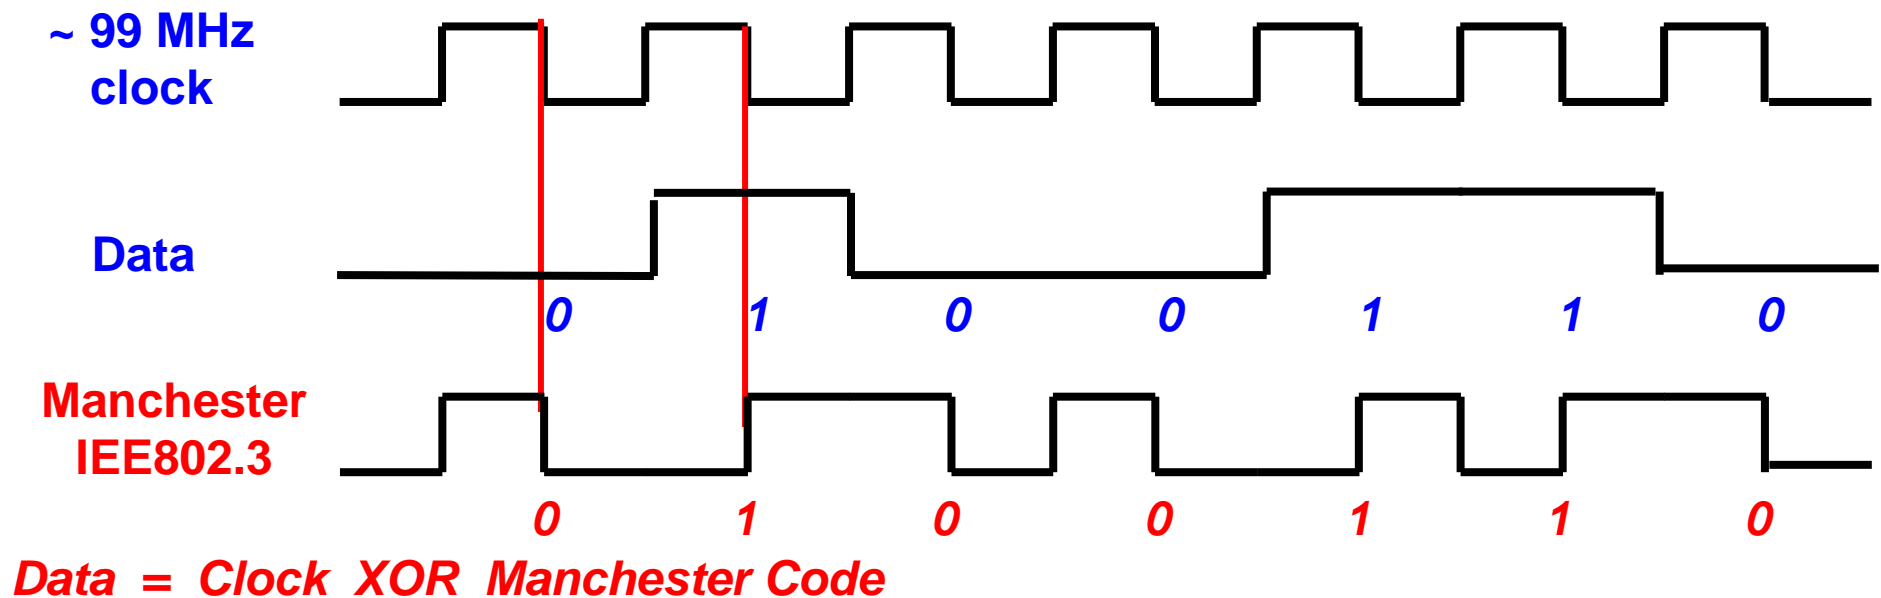 ~ 99 MHz
clock
Data
0 1 0 0 1 1 0
Manchester
IEE802.3
0 1 0 0 1 1 0
Data = Clock XOR Manchester Code